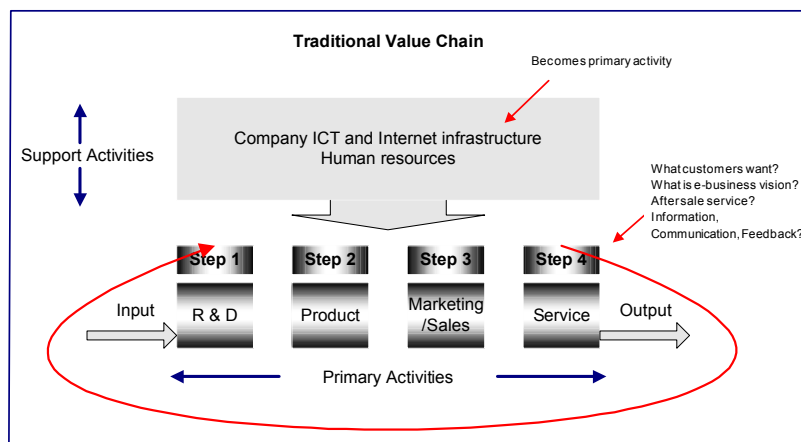 Traditional Value Chain
Becomes primary activity
Company ICT and Internet infrastructure
Human resources
Support Activities
What customers want?
What is e-business vision?
After sale service?
Information,
Communication, Feedback?
Step 1
Step 2
Step 3
Step 4
Input
R & D
Product
Marketing
/Sales
Service
Output
Primary Activities